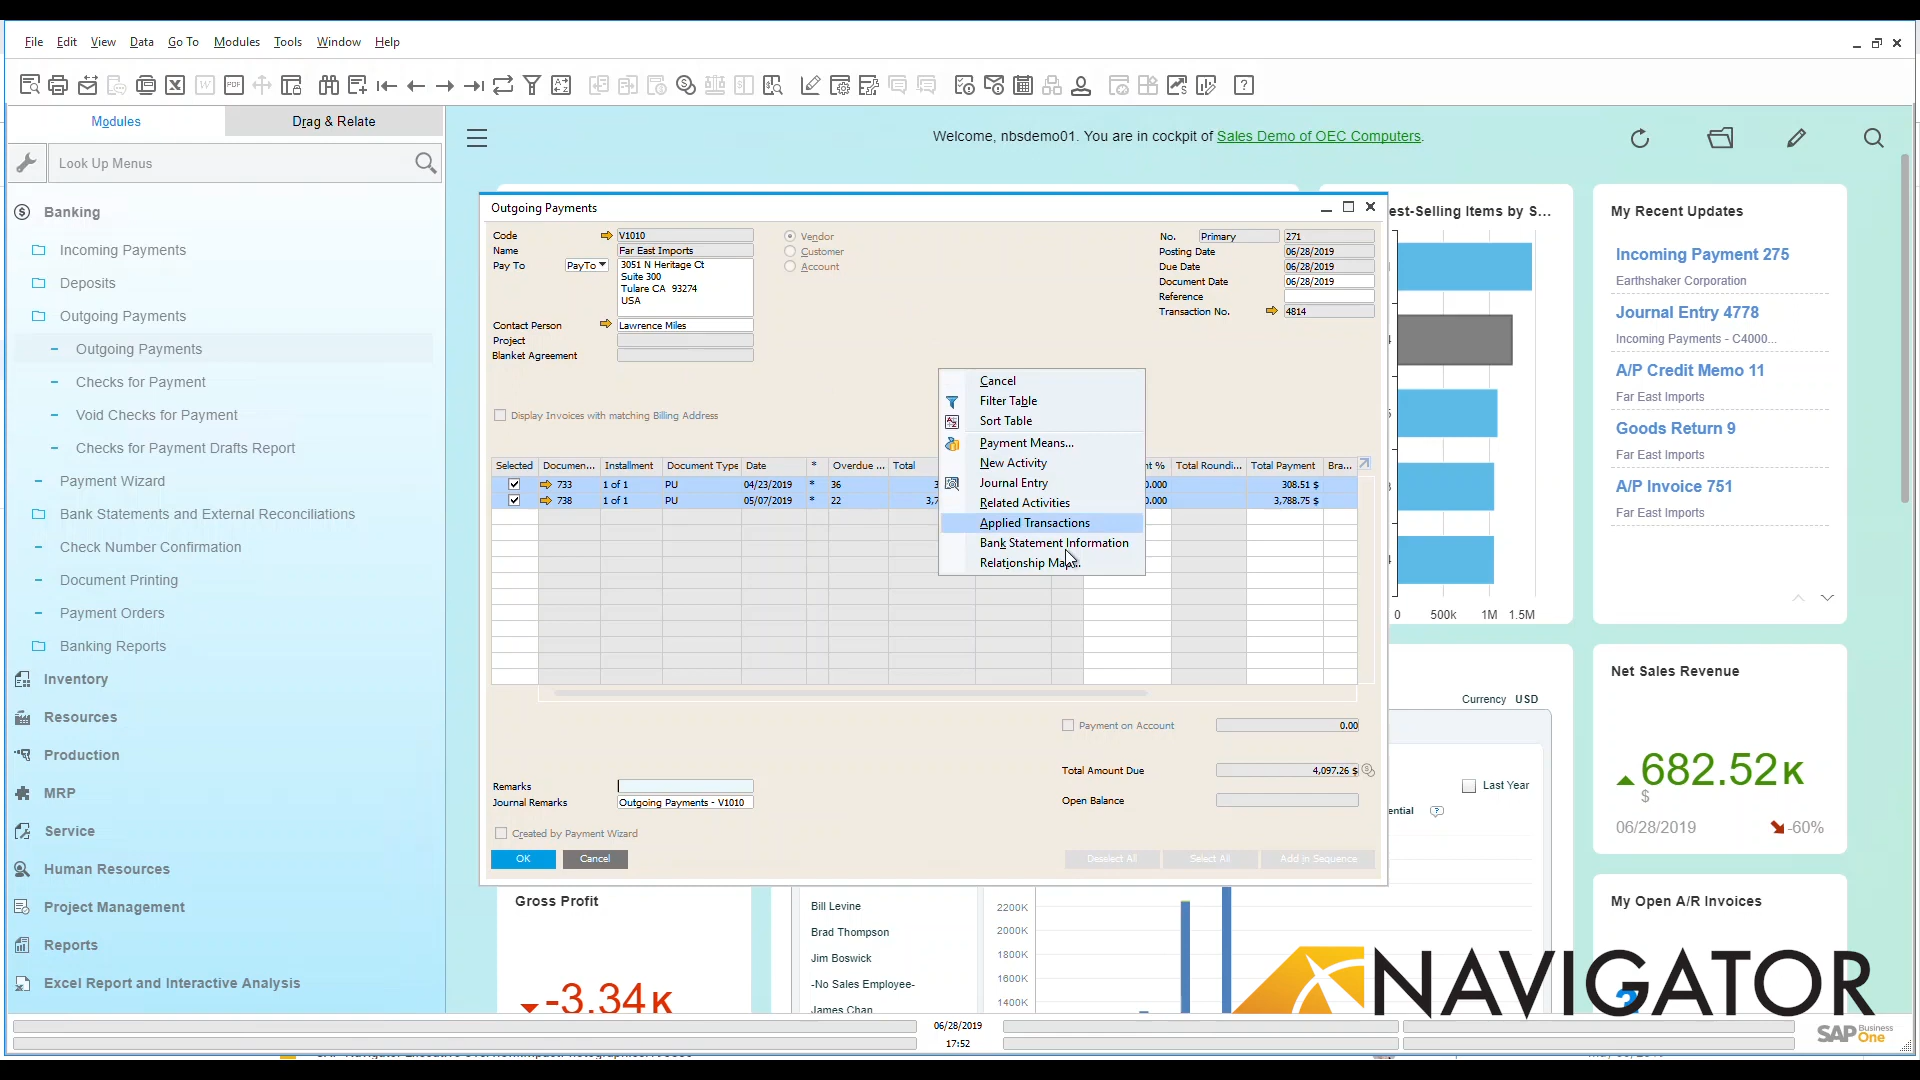 File Edit View Data Go To Modules Tools Window Help
Modules Drag & Relate
Look Up Menus
Welcome, nbsdemo01. You are in cockpit of Sales Demo of OEC Computers.
Banking
Incoming Payments
Deposits
Outgoing Payments
Outgoing Payments
Checks for Payment
Void Checks for Payment
Checks for Payment Drafts Report
Payment Wizard
Bank Statements and External Reconciliations
Check Number Confirmation
Document Printing
Payment Orders
Banking Reports
Inventory
Resources
Production
MRP
Service
Human Resources
Project Management
Reports
Excel Report and Interactive Analysis
Outgoing Payments
Code V1010
Name Far East Imports
Pay To PayTo 3051 N Heritage Ct
Suite 300
Tulare CA 93274
USA
Contact Person Lawrence Miles
Project
Blanket Agreement
Vendor
Customer
Account
No. Primary 271
Posting Date 06/28/2019
Due Date 06/28/2019
Document Date 06/28/2019
Reference
Transaction No. 4814
Display Invoices with matching Billing Address
Selected Documen... Installment Document Type Date * Overdue ... Total t % Total Roundi... Total Payment Bra...
733 1 of 1 PU 04/23/2019 * 36 3 0.000 308.51 $
738 1 of 1 PU 05/07/2019 * 22 3,7 0.000 3,788.75 $
Cancel
Filter Table
Sort Table
Payment Means...
New Activity
Journal Entry
Related Activities
Applied Transactions
Bank Statement Information
Relationship Ma...
Payment on Account 0.00
Total Amount Due 4,097.26 $
Open Balance
Remarks
Journal Remarks Outgoing Payments - V1010
Created by Payment Wizard
OK Cancel Deselect All Select All Add in Sequence
est-Selling Items by S...
0 500k 1M 1.5M
My Recent Updates
Incoming Payment 275
Earthshaker Corporation
Journal Entry 4778
Incoming Payments - C4000...
A/P Credit Memo 11
Far East Imports
Goods Return 9
Far East Imports
A/P Invoice 751
Far East Imports
Currency USD
Last Year
ential
Net Sales Revenue
682.52K
$
06/28/2019 -60%
My Open A/R Invoices
Gross Profit
-3.34K
Bill Levine
Brad Thompson
Jim Boswick
-No Sales Employee-
James Chan
2200K
2000K
1800K
1600K
1400K
NAVIGATOR
SAP Business One
06/28/2019
17:52